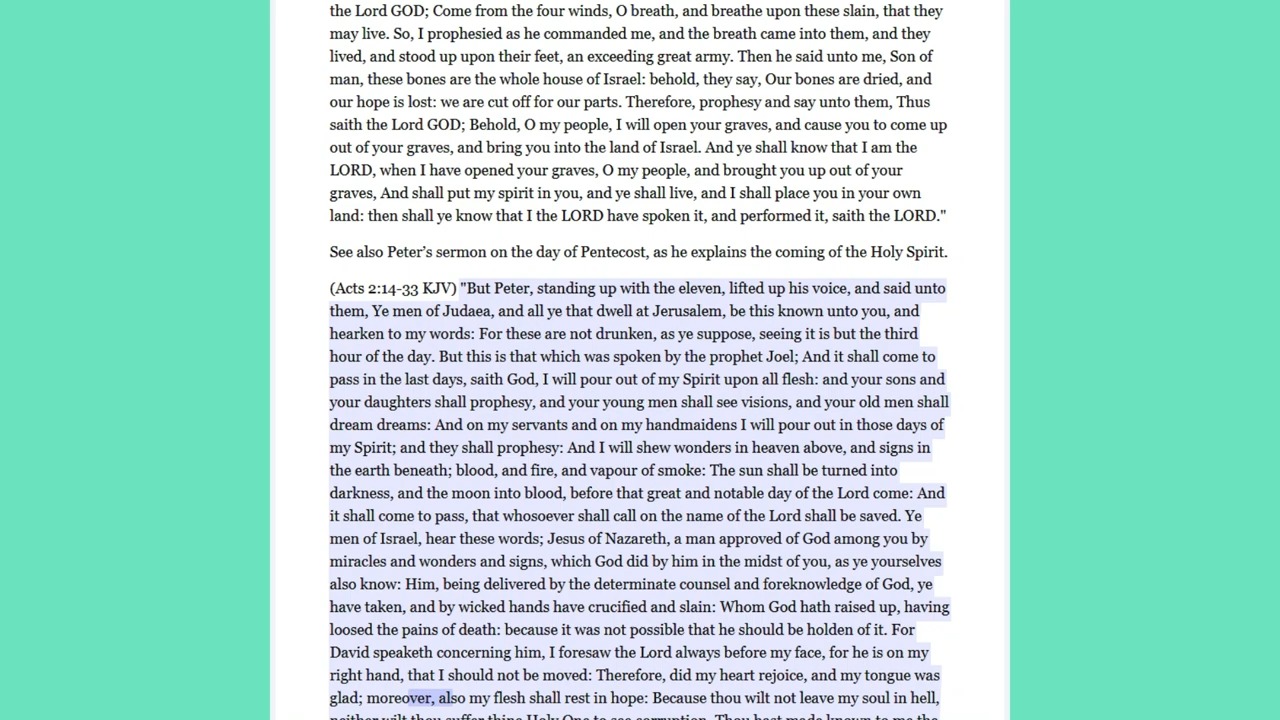 the Lord GOD; Come from the four winds, O breath, and breathe upon these slain, that they
may live. So, I prophesied as he commanded me, and the breath came into them, and they
lived, and stood up upon their feet, an exceeding great army. Then he said unto me, Son of
man, these bones are the whole house of Israel: behold, they say, Our bones are dried, and
our hope is lost: we are cut off for our parts. Therefore, prophesy and say unto them, Thus
saith the Lord GOD; Behold, O my people, I will open your graves, and cause you to come up
out of your graves, and bring you into the land of Israel. And ye shall know that I am the
LORD, when I have opened your graves, O my people, and brought you up out of your
graves, And shall put my spirit in you, and ye shall live, and I shall place you in your own
land: then shall ye know that I the LORD have spoken it, and performed it, saith the LORD."
See also Peter’s sermon on the day of Pentecost, as he explains the coming of the Holy Spirit.
(Acts 2:14-33 KJV) "But Peter, standing up with the eleven, lifted up his voice, and said unto
them, Ye men of Judaea, and all ye that dwell at Jerusalem, be this known unto you, and
hearken to my words: For these are not drunken, as ye suppose, seeing it is but the third
hour of the day. But this is that which was spoken by the prophet Joel; And it shall come to
pass in the last days, saith God, I will pour out of my Spirit upon all flesh: and your sons and
your daughters shall prophesy, and your young men shall see visions, and your old men shall
dream dreams: And on my servants and on my handmaidens I will pour out in those days of
my Spirit; and they shall prophesy: And I will shew wonders in heaven above, and signs in
the earth beneath; blood, and fire, and vapour of smoke: The sun shall be turned into
darkness, and the moon into blood, before that great and notable day of the Lord come: And
it shall come to pass, that whosoever shall call on the name of the Lord shall be saved. Ye
men of Israel, hear these words; Jesus of Nazareth, a man approved of God among you by
miracles and wonders and signs, which God did by him in the midst of you, as ye yourselves
also know: Him, being delivered by the determinate counsel and foreknowledge of God, ye
have taken, and by wicked hands have crucified and slain: Whom God hath raised up, having
loosed the pains of death: because it was not possible that he should be holden of it. For
David speaketh concerning him, I foresaw the Lord always before my face, for he is on my
right hand, that I should not be moved: Therefore, did my heart rejoice, and my tongue was
glad; moreover, also my flesh shall rest in hope: Because thou wilt not leave my soul in hell,
neither wilt thou suffer thine Holy One to see corruption. Thou hast made known to me the